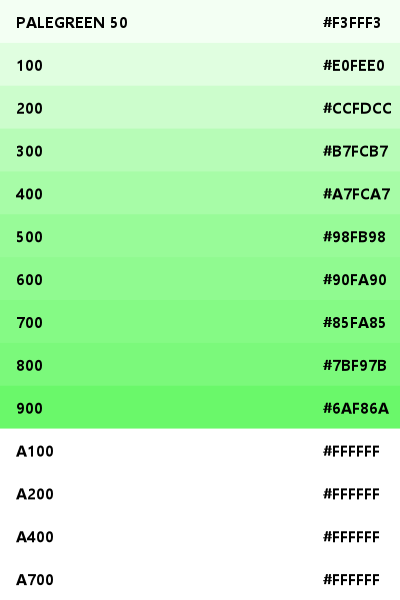 PALEGREEN 50 #F3FFF3
100 #E0FEE0
200 #CCFDCC
300 #B7FCB7
400 #A7FCA7
500 #98FB98
600 #90FA90
700 #85FA85
800 #7BF97B
900 #6AF86A
A100 #FFFFFF
A200 #FFFFFF
A400 #FFFFFF
A700 #FFFFFF